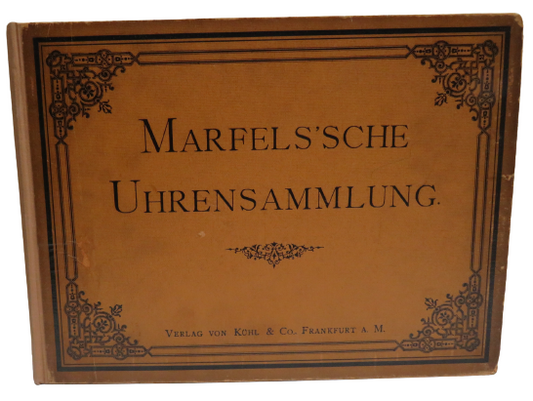 MARFELS'SCHE
UHRENSAMMLUNG.
VERLAG VON KÜHL & CO. FRANKFURT A. M.